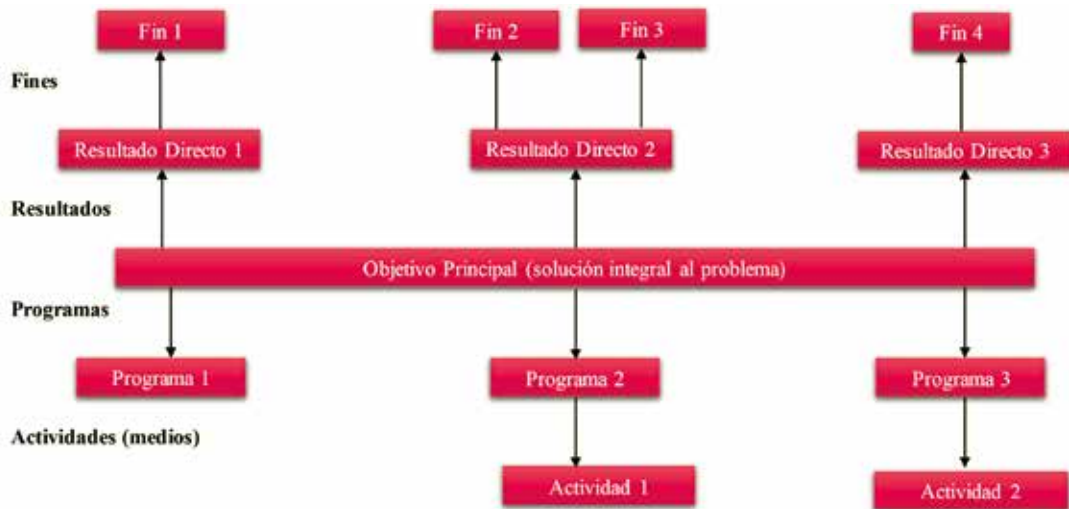 Fin 1
Fin 2
Fin 3
Fin 4
Fines
Resultado Directo 1
Resultado Directo 2
Resultado Directo 3
Resultados
Objetivo Principal (solución integral al problema)
Programas
Programa 1
Programa 2
Programa 3
Actividades (medios)
Actividad 1
Actividad 2